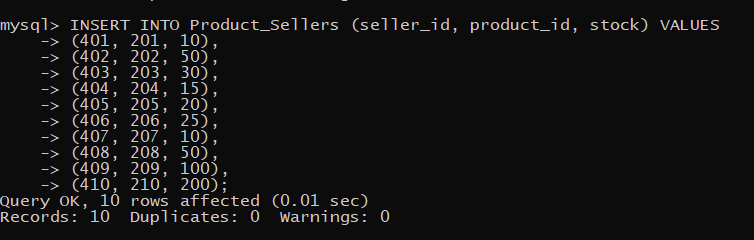 mysql> INSERT INTO Product_Sellers (seller_id, product_id, stock) VALUES
    -> (401, 201, 10),
    -> (402, 202, 50),
    -> (403, 203, 30),
    -> (404, 204, 15),
    -> (405, 205, 20),
    -> (406, 206, 25),
    -> (407, 207, 10),
    -> (408, 208, 50),
    -> (409, 209, 100),
    -> (410, 210, 200);
Query OK, 10 rows affected (0.01 sec)
Records: 10  Duplicates: 0  Warnings: 0